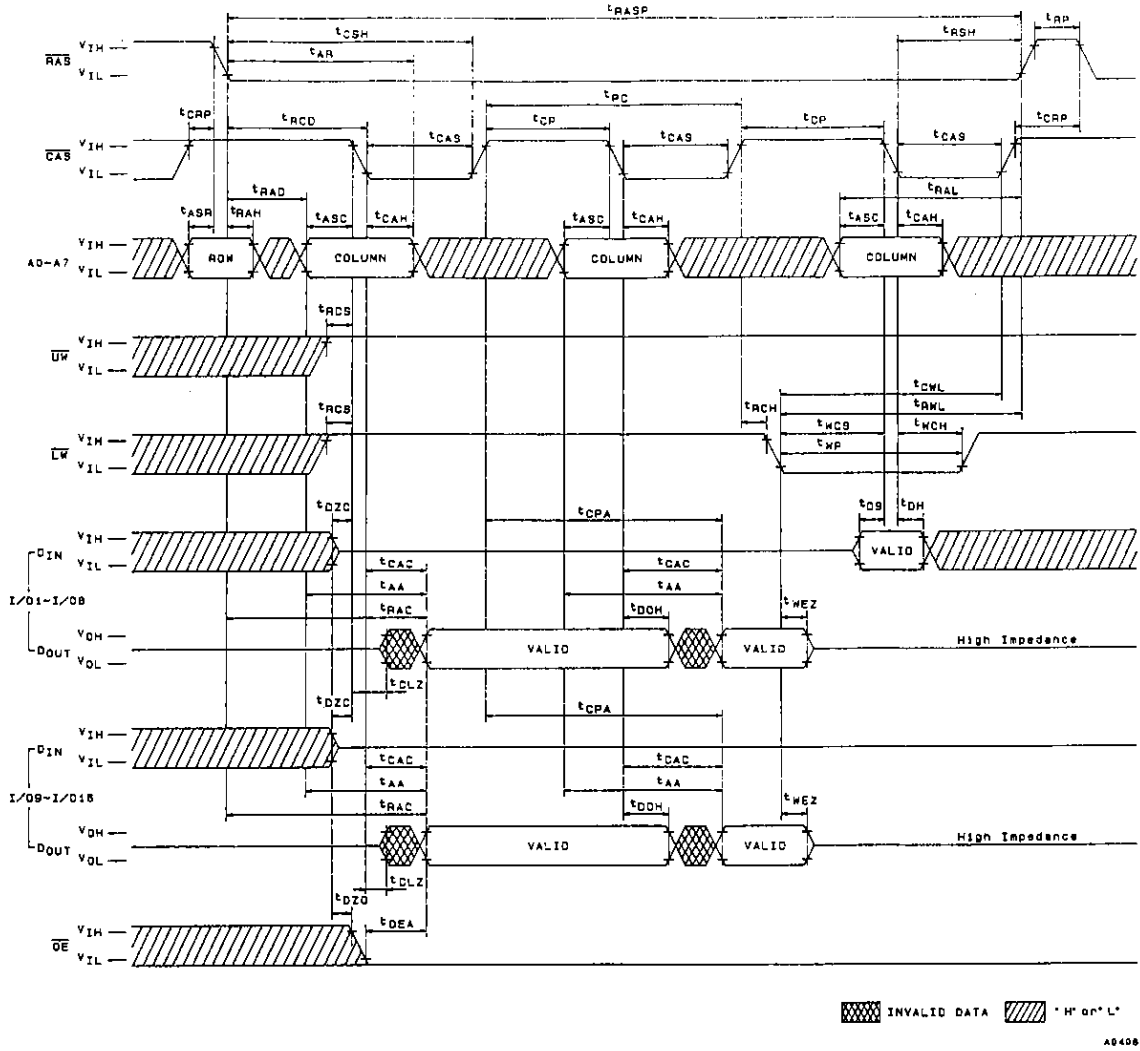 tRASP
tCSH
tRSH
tRP
tAR
RAS
VIH
VIL
tPC
tCRP
tRCD
tCAS
tCP
tCAS
tCP
tCAS
tCRP
CAS
VIH
VIL
tRAD
tRAL
tASR
tRAH
tASC
tCAH
tASC
tCAH
tASC
tCAH
A0~A7
VIH
VIL
ROW
COLUMN
COLUMN
COLUMN
tRCS
UW
VIH
VIL
tCWL
tRWL
tRCS
tRCH
tWCS
tWCH
tWP
LW
VIH
VIL
tDZC
tCPA
tDS
tDH
DIN
VIH
VIL
VALID
tCAC
tCAC
tAA
tAA
I/O1~I/O8
tRAC
tDOH
tWEZ
DOUT
VOH
VOL
VALID
VALID
High Impedance
tCLZ
tDZC
tCPA
DIN
VIH
VIL
tCAC
tCAC
tAA
tAA
I/O9~I/O16
tRAC
tDOH
tWEZ
DOUT
VOH
VOL
VALID
VALID
High Impedance
tCLZ
tDZO
tOEA
OE
VIH
VIL
INVALID DATA
"H" or "L"
A0408